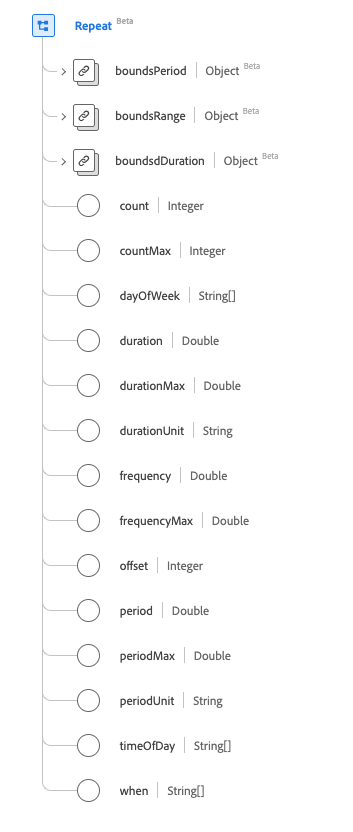 Repeat Beta
boundsPeriod Object Beta
boundsRange Object Beta
boundsdDuration Object Beta
count Integer
countMax Integer
dayOfWeek String[]
duration Double
durationMax Double
durationUnit String
frequency Double
frequencyMax Double
offset Integer
period Double
periodMax Double
periodUnit String
timeOfDay String[]
when String[]